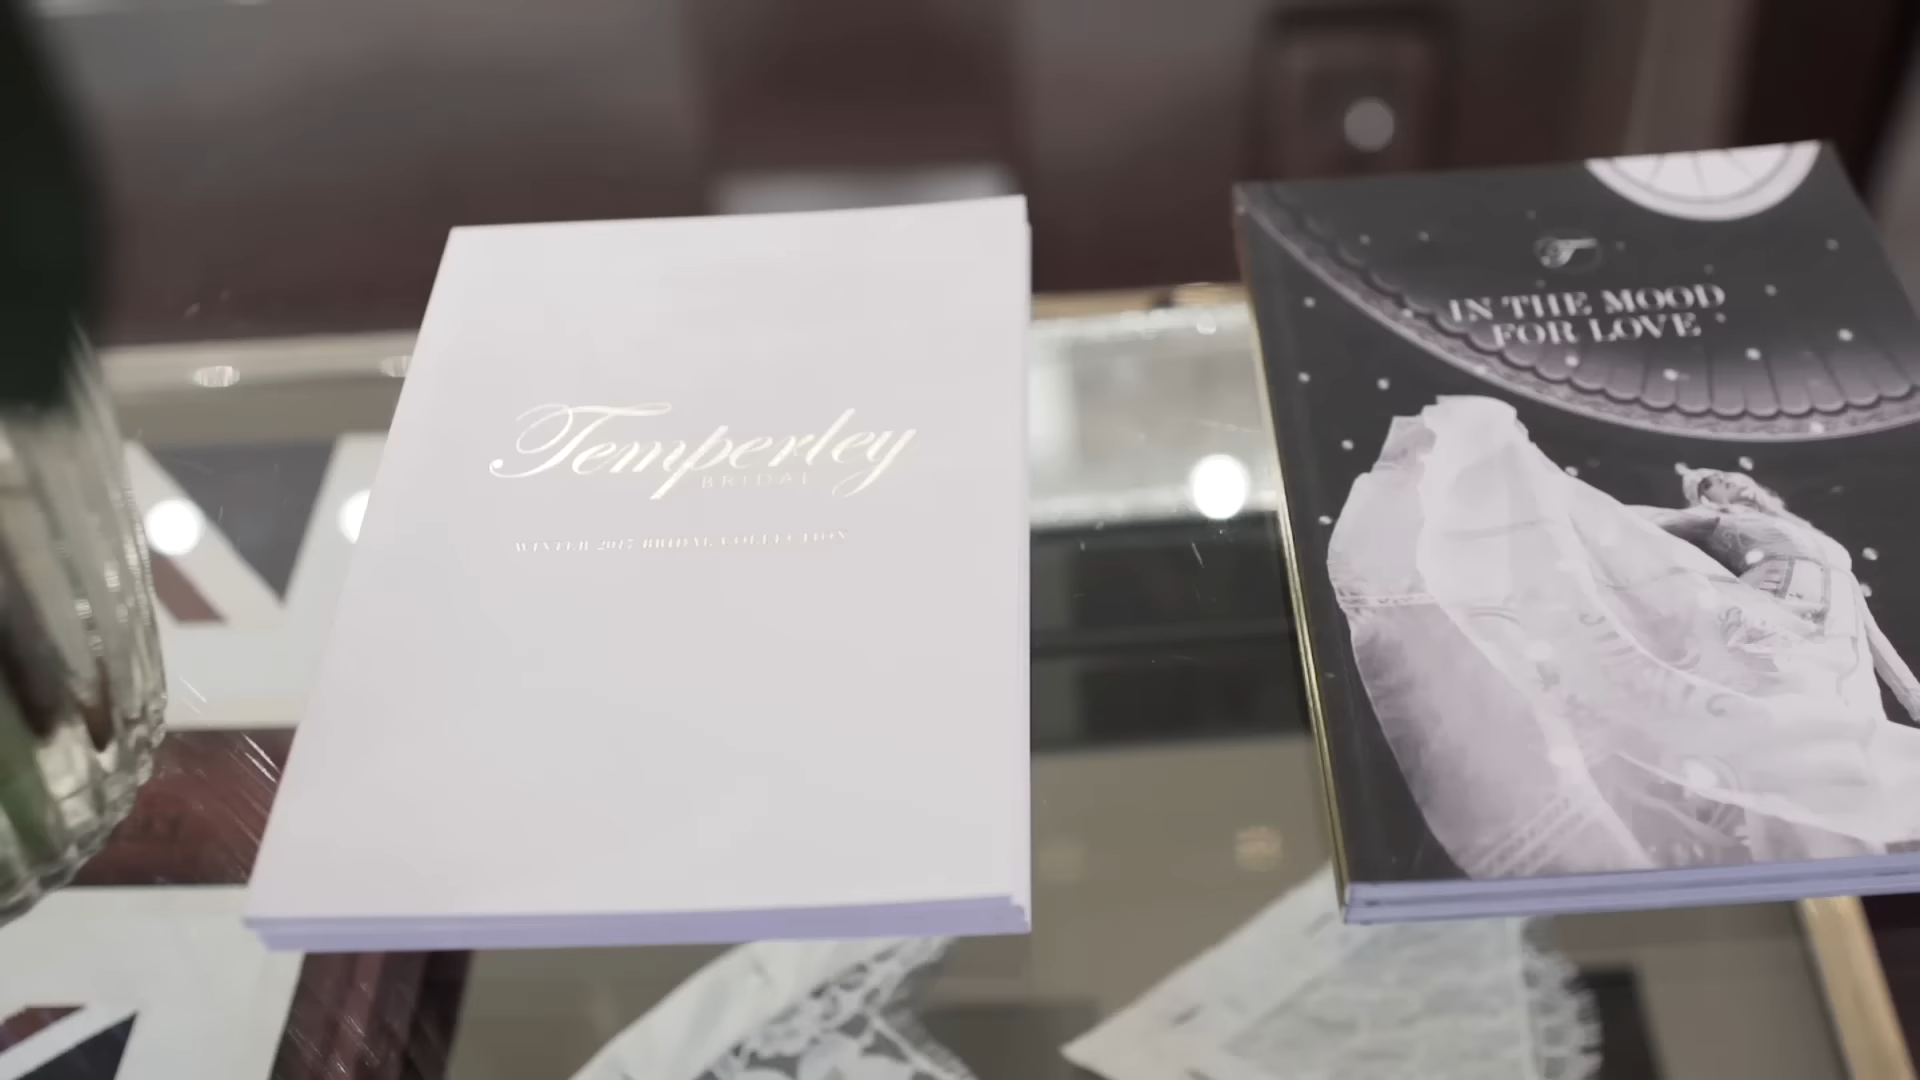 Temperley
BRIDAL
WINTER 2017 BRIDAL COLLECTION
IN THE MOOD
FOR LOVE